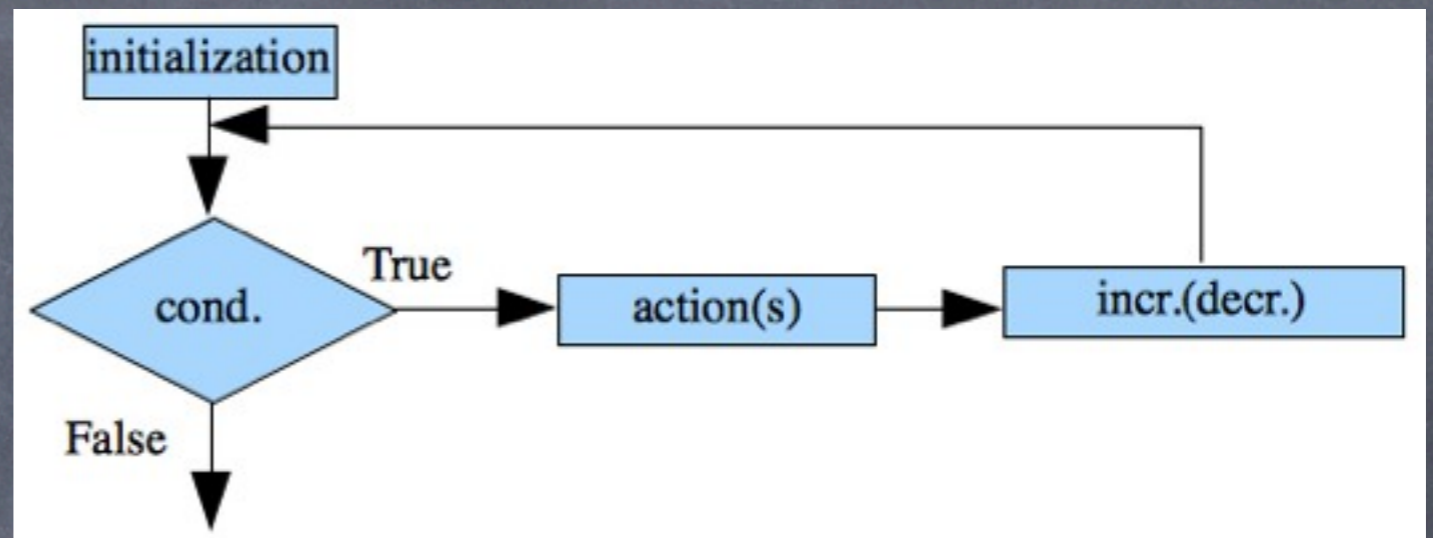 initialization
True
cond.
action(s)
incr.(decr.)
False